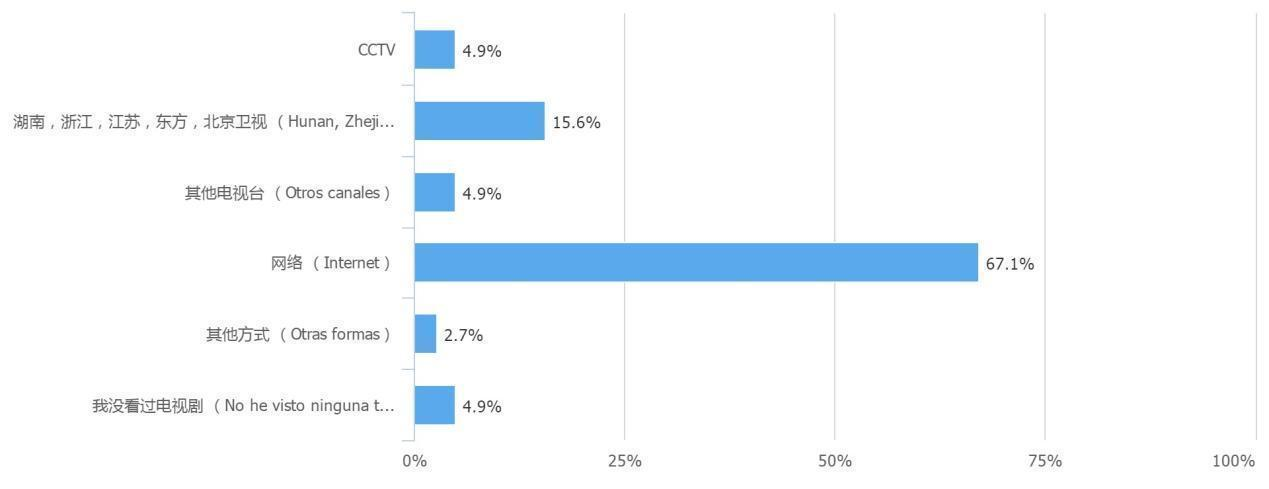 CCTV
4.9%
湖南，浙江，江苏，东方，北京卫视 （ Hunan, Zheji...
15.6%
其他电视台 （ Otros canales ）
4.9%
网络 （ Internet ）
67.1%
其他方式 （ Otras formas ）
2.7%
我没看过电视剧 （ No he visto ninguna t...
4.9%
0% 25% 50% 75% 100%